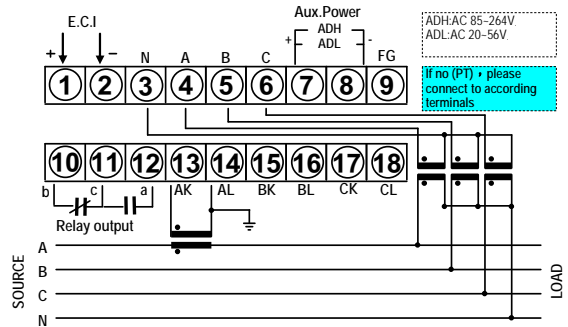 Aux.Power
E.C.I
ADH
ADL
+ -
+ -
N A B C FG
1 2 3 4 5 6 7 8 9
ADH:AC 85~264V,
ADL:AC 20~56V,
If no (PT)，please
connect to according
terminals
10 11 12 13 14 15 16 17 18
b c a AK AL BK BL CK CL
Relay output
SOURCE
A
B
C
N
LOAD